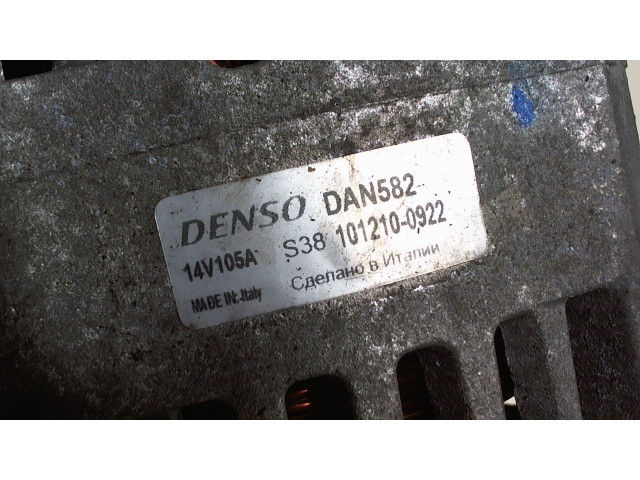 DENSO DAN582
14V105A S38 101210-0922
MADE IN:.Italy Сделано в Италии